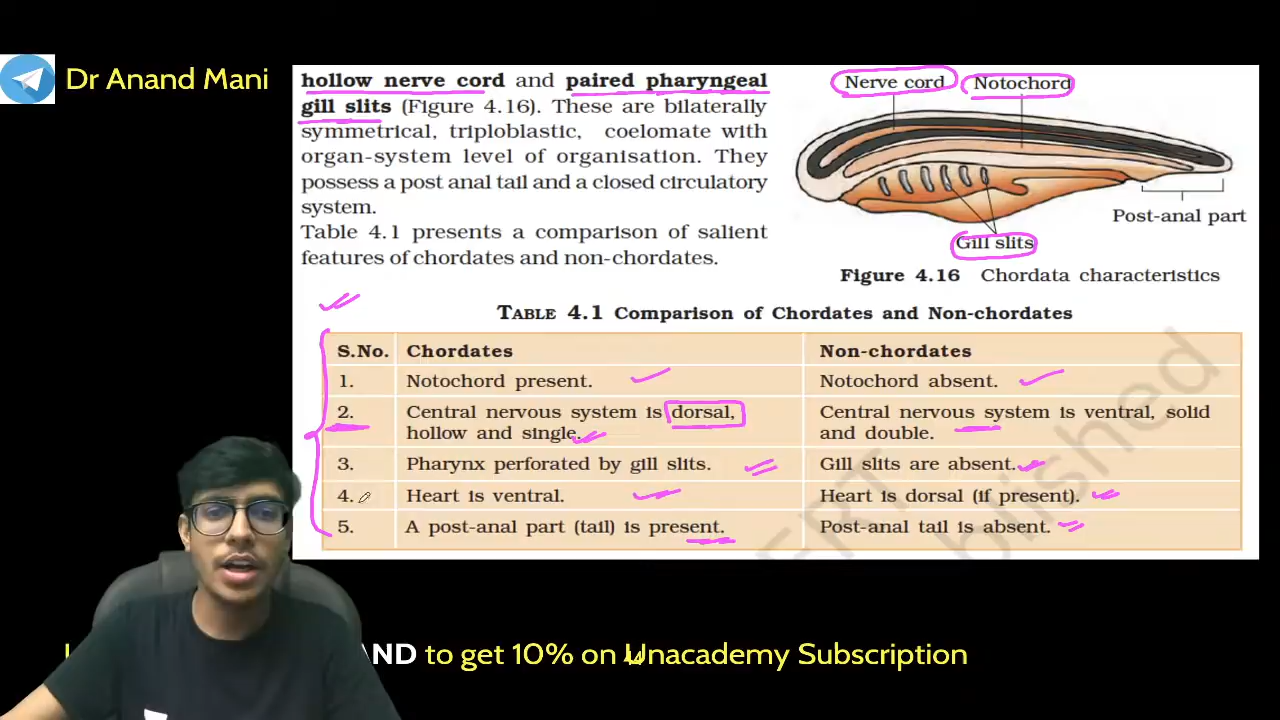 Dr Anand Mani
hollow nerve cord and paired pharyngeal
gill slits (Figure 4.16). These are bilaterally
symmetrical, triploblastic, coelomate with
organ-system level of organisation. They
possess a post anal tail and a closed circulatory
system.
Table 4.1 presents a comparison of salient
features of chordates and non-chordates.
Nerve cord Notochord
Post-anal part
Gill slits
Figure 4.16 Chordata characteristics
TABLE 4.1 Comparison of Chordates and Non-chordates
S.No. Chordates Non-chordates
1. Notochord present. Notochord absent.
2. Central nervous system is dorsal, Central nervous system is ventral, solid
hollow and single. and double.
3. Pharynx perforated by gill slits. Gill slits are absent.
4. Heart is ventral. Heart is dorsal (if present).
5. A post-anal part (tail) is present. Post-anal tail is absent.
to get 10% on Unacademy Subscription